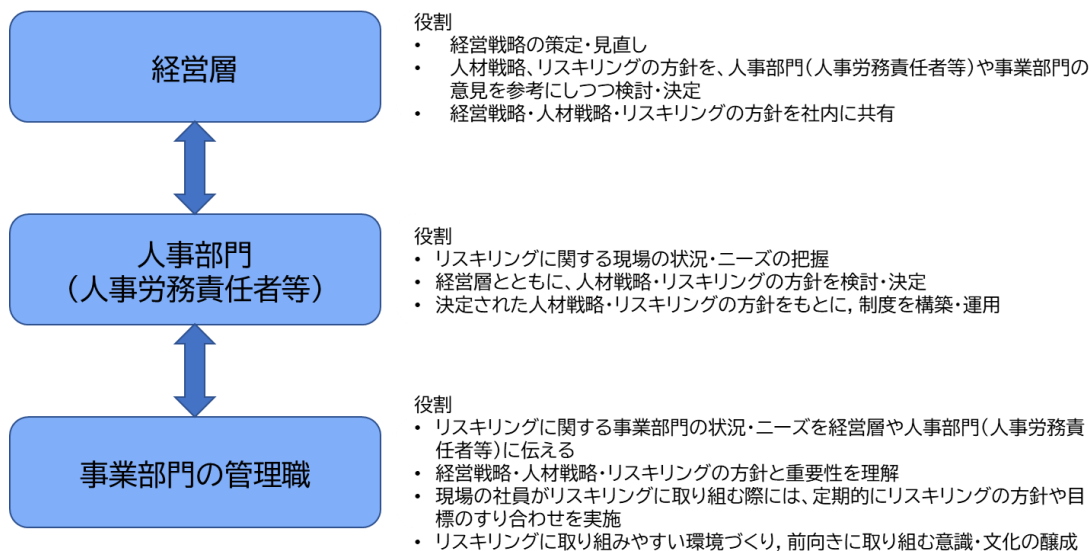 経営層
役割
• 経営戦略の策定・見直し
• 人材戦略、リスキリングの方針を、人事部門(人事労務責任者等)や事業部門の
意見を参考にしつつ検討・決定
• 経営戦略・人材戦略・リスキリングの方針を社内に共有
人事部門
(人事労務責任者等)
役割
• リスキリングに関する現場の状況・ニーズの把握
• 経営層とともに、人材戦略・リスキリングの方針を検討・決定
• 決定された人材戦略・リスキリングの方針をもとに, 制度を構築・運用
事業部門の管理職
役割
• リスキリングに関する事業部門の状況・ニーズを経営層や人事部門(人事労務責
任者等)に伝える
• 経営戦略・人材戦略・リスキリングの方針と重要性を理解
• 現場の社員がリスキリングに取り組む際には、定期的にリスキリングの方針や目
標のすり合わせを実施
• リスキリングに取り組みやすい環境づくり, 前向きに取り組む意識・文化の醸成